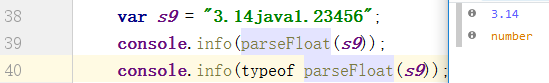 38 var s9 = "3.14java1.23456";
39 console.info(parseFloat(s9));
40 console.info(typeof parseFloat(s9));
3.14
number